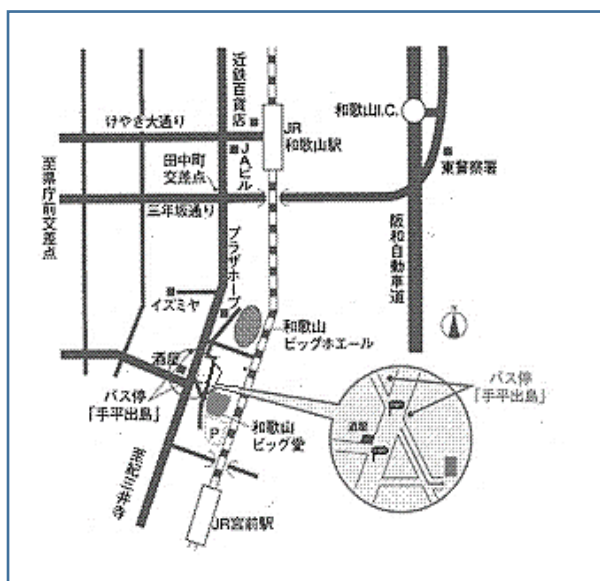 近鉄百貨店
けやき大通り
JR
和歌山駅
和歌山I.C.
JAビル
田中町
交差点
東警察署
至県庁前交差点
三年坂通り
阪和自動車道
プラザホープ
イズミヤ
N
和歌山
ビッグホエール
酒屋
バス停
「手平出島」
バス停
「手平出島」
酒屋
和歌山
ビッグ愛
P
至紀三井寺
JR宮前駅